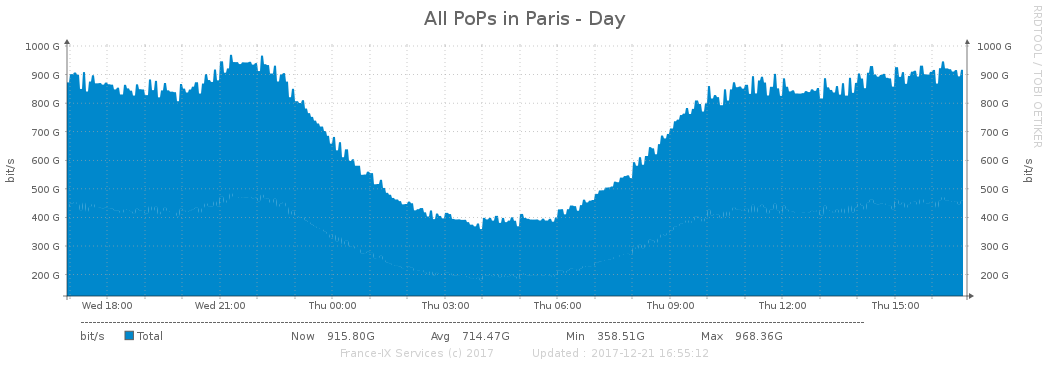 All PoPs in Paris - Day
RRDTOOL / TOBI OETIKER
1000 G 1000 G
900 G 900 G
800 G 800 G
700 G 700 G
600 G 600 G
500 G 500 G
400 G 400 G
300 G 300 G
200 G 200 G
bit/s bit/s
Wed 18:00 Wed 21:00 Thu 00:00 Thu 03:00 Thu 06:00 Thu 09:00 Thu 12:00 Thu 15:00
bit/s Total Now 915.80G Avg 714.47G Min 358.51G Max 968.36G
France-IX Services (c) 2017 Updated : 2017-12-21 16:55:12